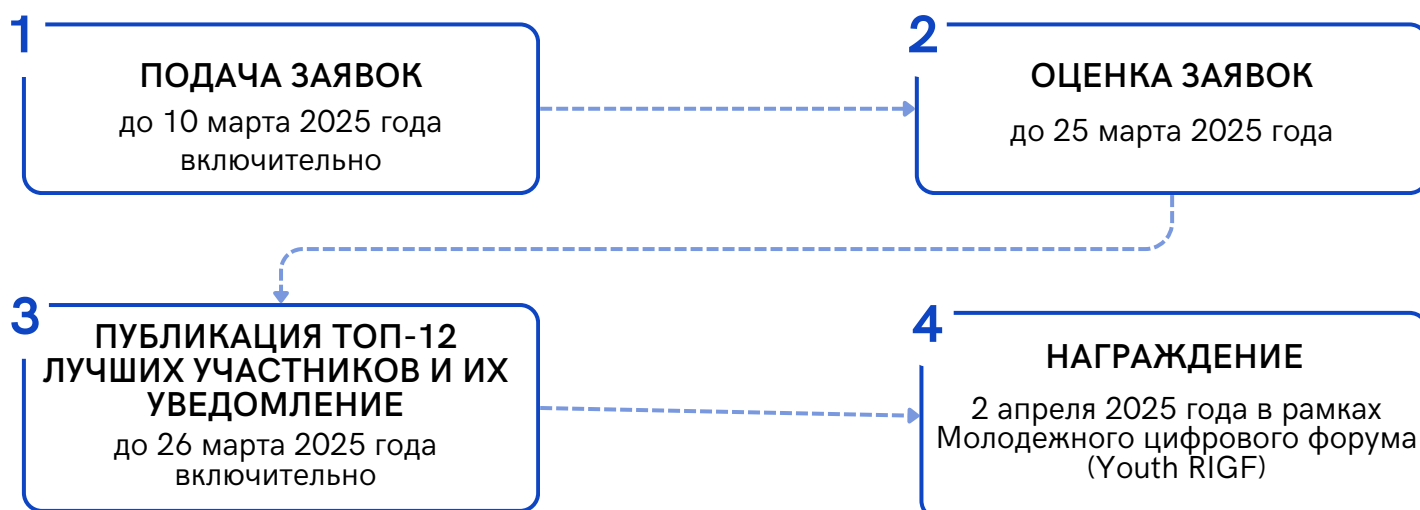 1
ПОДАЧА ЗАЯВОК
до 10 марта 2025 года
включительно
2
ОЦЕНКА ЗАЯВОК
до 25 марта 2025 года
3
ПУБЛИКАЦИЯ ТОП-12
ЛУЧШИХ УЧАСТНИКОВ И ИХ
УВЕДОМЛЕНИЕ
до 26 марта 2025 года
включительно
4
НАГРАЖДЕНИЕ
2 апреля 2025 года в рамках
Молодежного цифрового форума
(Youth RIGF)